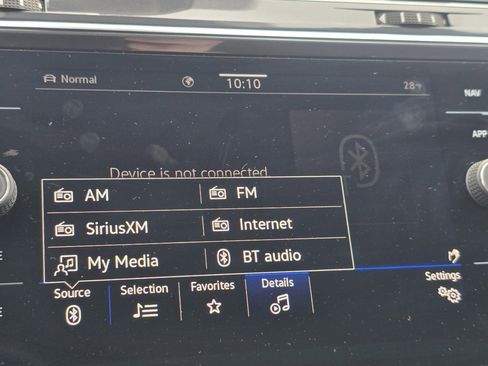 Normal
10:10
28
NAV
APP
Device is not connected
AM
FM
SiriusXM
Internet
My Media
BT audio
Source
Selection
Favorites
Details
Settings
E
E